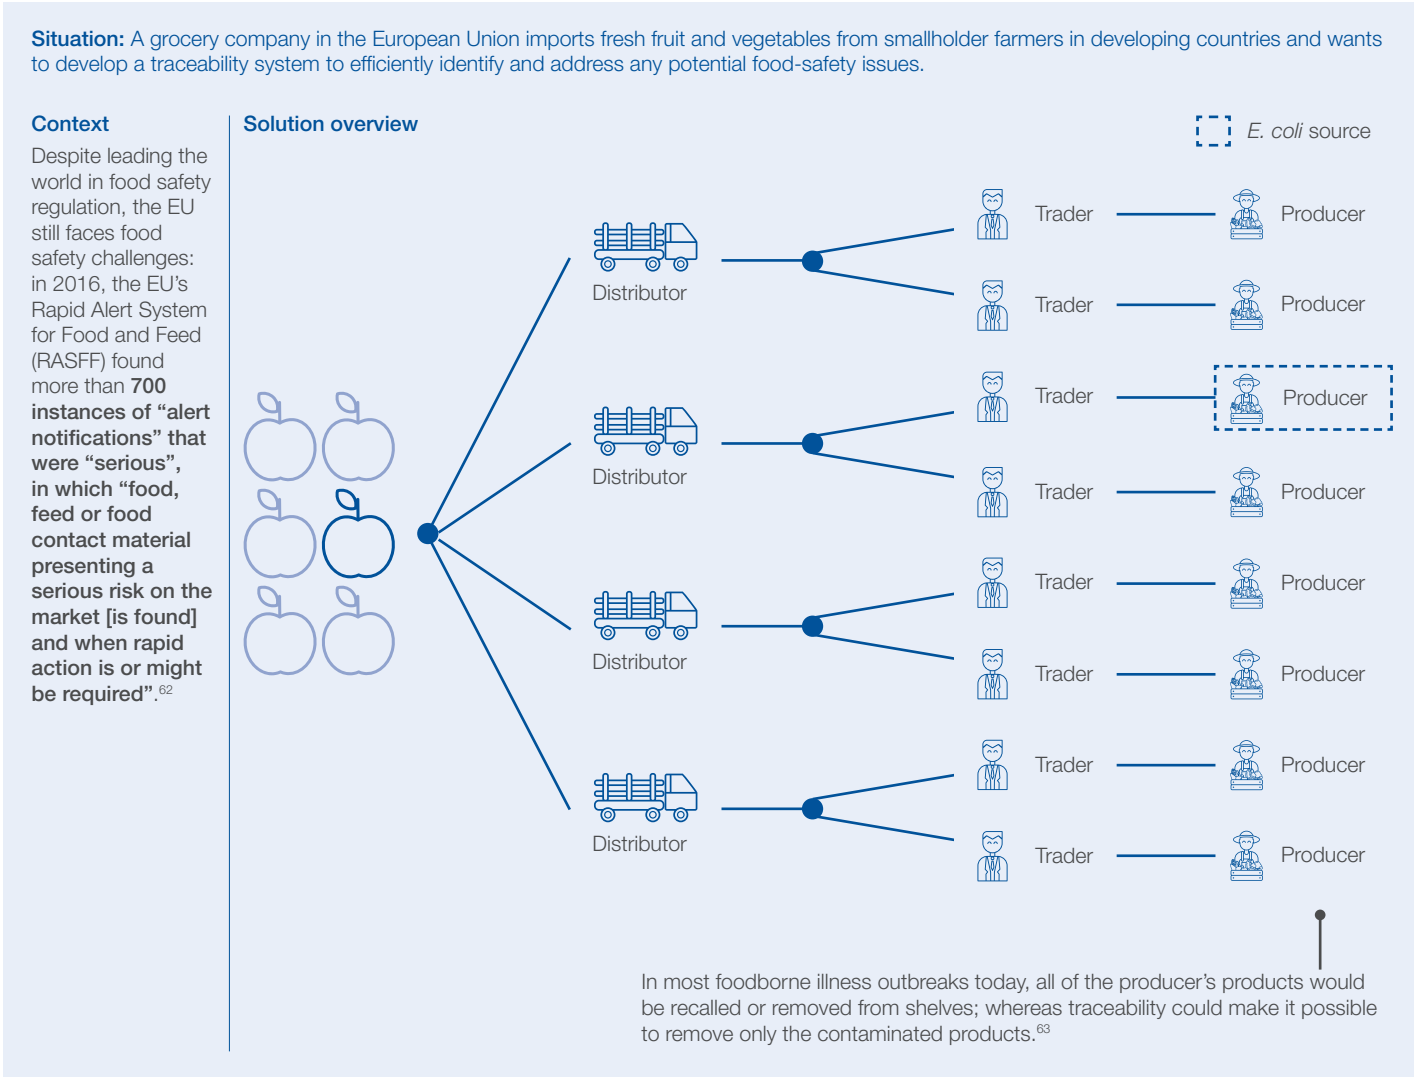 Situation: A grocery company in the European Union imports fresh fruit and vegetables from smallholder farmers in developing countries and wants
to develop a traceability system to efficiently identify and address any potential food-safety issues.
Context
Despite leading the
world in food safety
regulation, the EU
still faces food
safety challenges:
in 2016, the EU’s
Rapid Alert System
for Food and Feed
(RASFF) found
more than 700
instances of “alert
notifications” that
were “serious”,
in which “food,
feed or food
contact material
presenting a
serious risk on the
market [is found]
and when rapid
action is or might
be required”.62
Solution overview
E. coli source
Distributor
Distributor
Distributor
Distributor
Trader
Producer
Trader
Producer
Trader
Producer
Trader
Producer
Trader
Producer
Trader
Producer
Trader
Producer
Trader
Producer
In most foodborne illness outbreaks today, all of the producer’s products would
be recalled or removed from shelves; whereas traceability could make it possible
to remove only the contaminated products.63